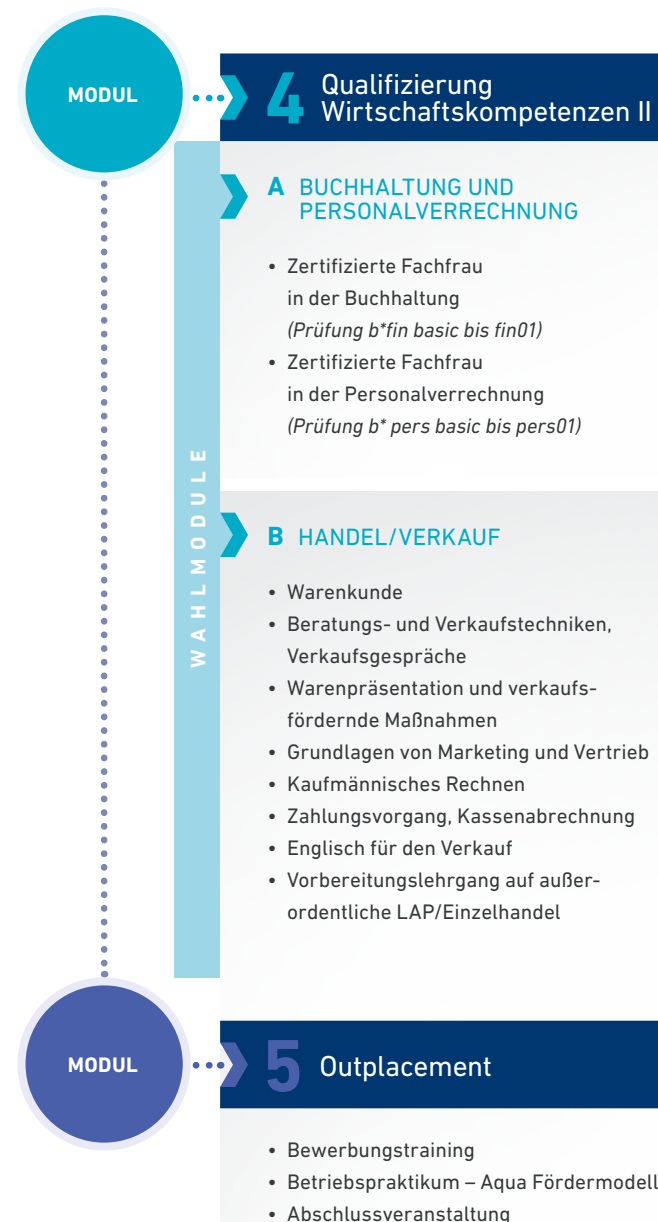 MODUL
4 Qualifizierung
Wirtschaftskompetenzen II
WAHLMODULE
A BUCHHALTUNG UND
PERSONALVERRECHNUNG
• Zertifizierte Fachfrau
in der Buchhaltung
(Prüfung b*fin basic bis fin01)
• Zertifizierte Fachfrau
in der Personalverrechnung
(Prüfung b* pers basic bis pers01)
B HANDEL/VERKAUF
• Warenkunde
• Beratungs- und Verkaufstechniken,
Verkaufsgespräche
• Warenpräsentation und verkaufs-
fördernde Maßnahmen
• Grundlagen von Marketing und Vertrieb
• Kaufmännisches Rechnen
• Zahlungsvorgang, Kassenabrechnung
• Englisch für den Verkauf
• Vorbereitungslehrgang auf außer-
ordentliche LAP/Einzelhandel
MODUL
5 Outplacement
• Bewerbungstraining
• Betriebspraktikum – Aqua Fördermodell
• Abschlussveranstaltung